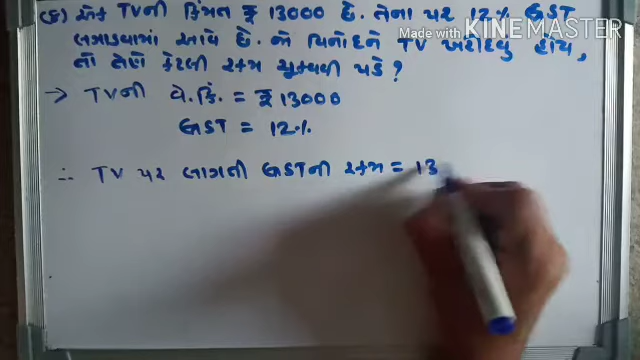 (ક) એક TVની કિંમત ₹ 13000 છે. તેના પર 12% GST
લગાડવામાં આવે છે. જો વિનોદને TV ખરીદવું હોય,
તો તેણે કેટલી રકમ ચૂકવવી પડે?
→ TVની વે.કિં. = ₹ 13000
GST = 12%
∴ TV પર લાગતી GSTની રકમ = 13
Made with KINEMASTER